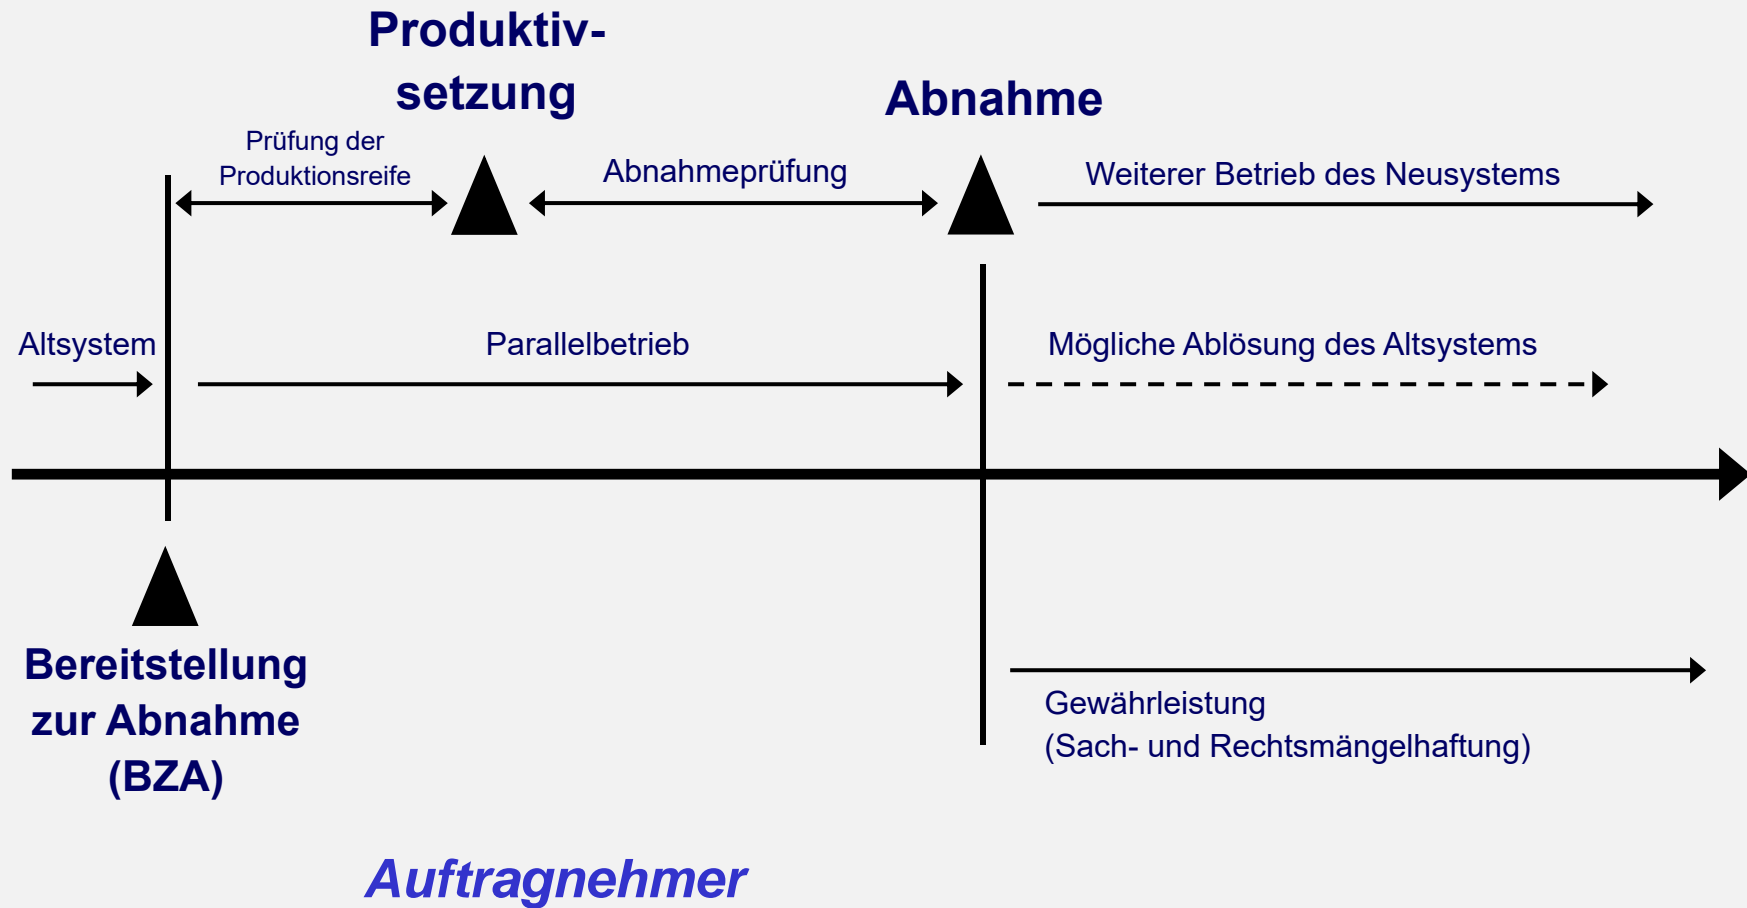 Produktiv-
setzung
Abnahme
Prüfung der
Produktionsreife
Abnahmeprüfung
Weiterer Betrieb des Neusystems
Altsystem
Parallelbetrieb
Mögliche Ablösung des Altsystems
Bereitstellung
zur Abnahme
(BZA)
Gewährleistung
(Sach- und Rechtsmängelhaftung)
Auftragnehmer